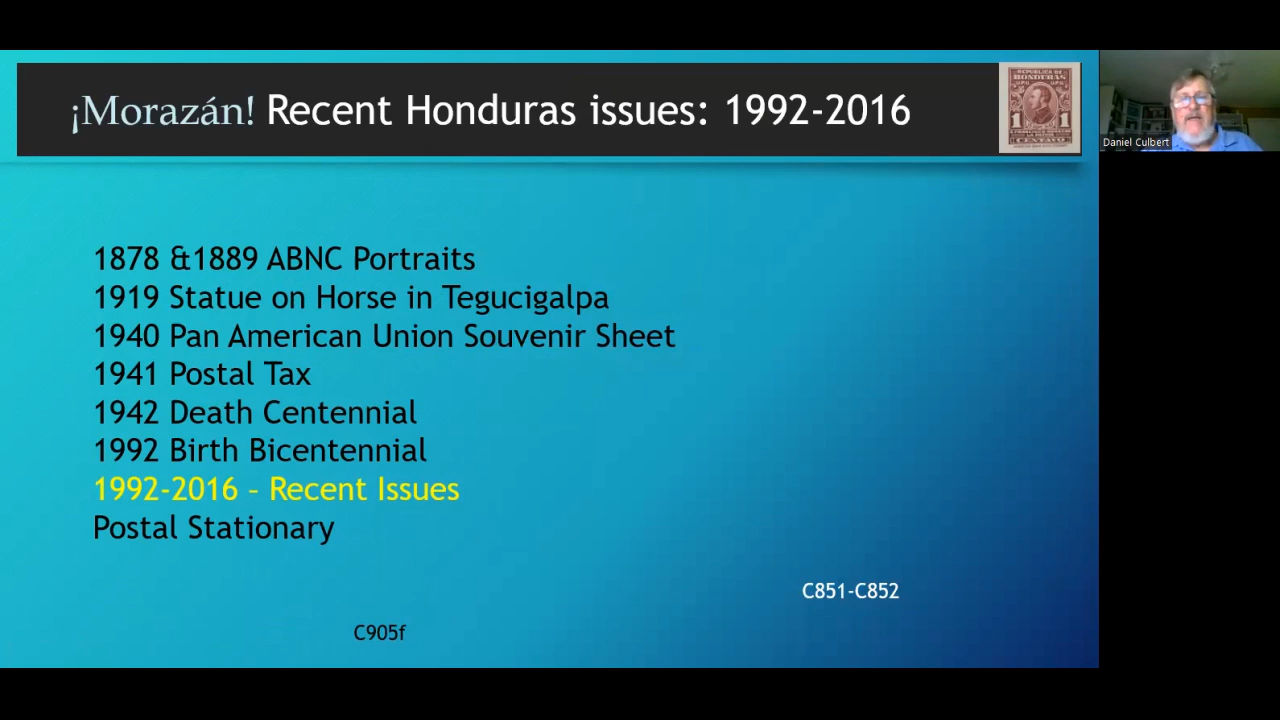 ¡Morazán! Recent Honduras issues: 1992-2016
REPUBLICA DE
HONDURAS
1 1
CENTAVO
Daniel Culbert
1878 &1889 ABNC Portraits
1919 Statue on Horse in Tegucigalpa
1940 Pan American Union Souvenir Sheet
1941 Postal Tax
1942 Death Centennial
1992 Birth Bicentennial
1992-2016 – Recent Issues
Postal Stationary
C851-C852
C905f